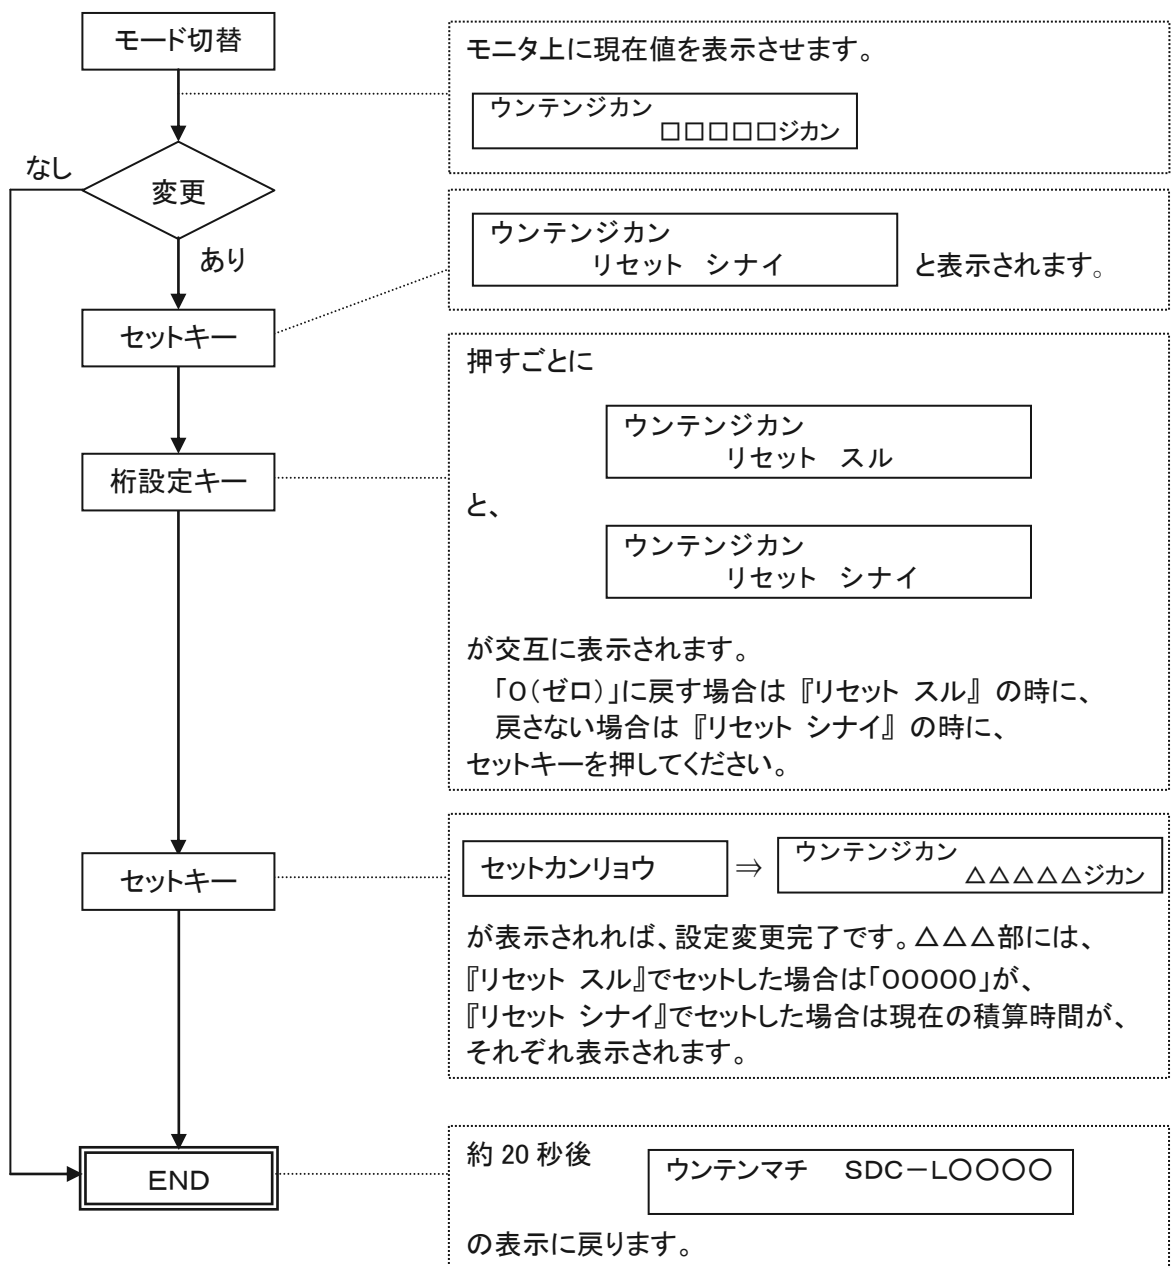 モード切替
モニタ上に現在値を表示させます。
ウンテンジカン
□□□□□ジカン
なし
変更
あり
ウンテンジカン
リセット シナイ
と表示されます。
セットキー
押すごとに
ウンテンジカン
リセット スル
桁設定キー
と、
ウンテンジカン
リセット シナイ
が交互に表示されます。
「0(ゼロ)」に戻す場合は『リセット スル』の時に、
戻さない場合は『リセット シナイ』の時に、
セットキーを押してください。
セットキー
セットカンリョウ
⇒
ウンテンジカン
△△△△△ジカン
が表示されれば、設定変更完了です。△△△部には、
『リセット スル』でセットした場合は「00000」が、
『リセット シナイ』でセットした場合は現在の積算時間が、
それぞれ表示されます。
END
約 20 秒後
ウンテンマチ SDC-L○○○○
の表示に戻ります。